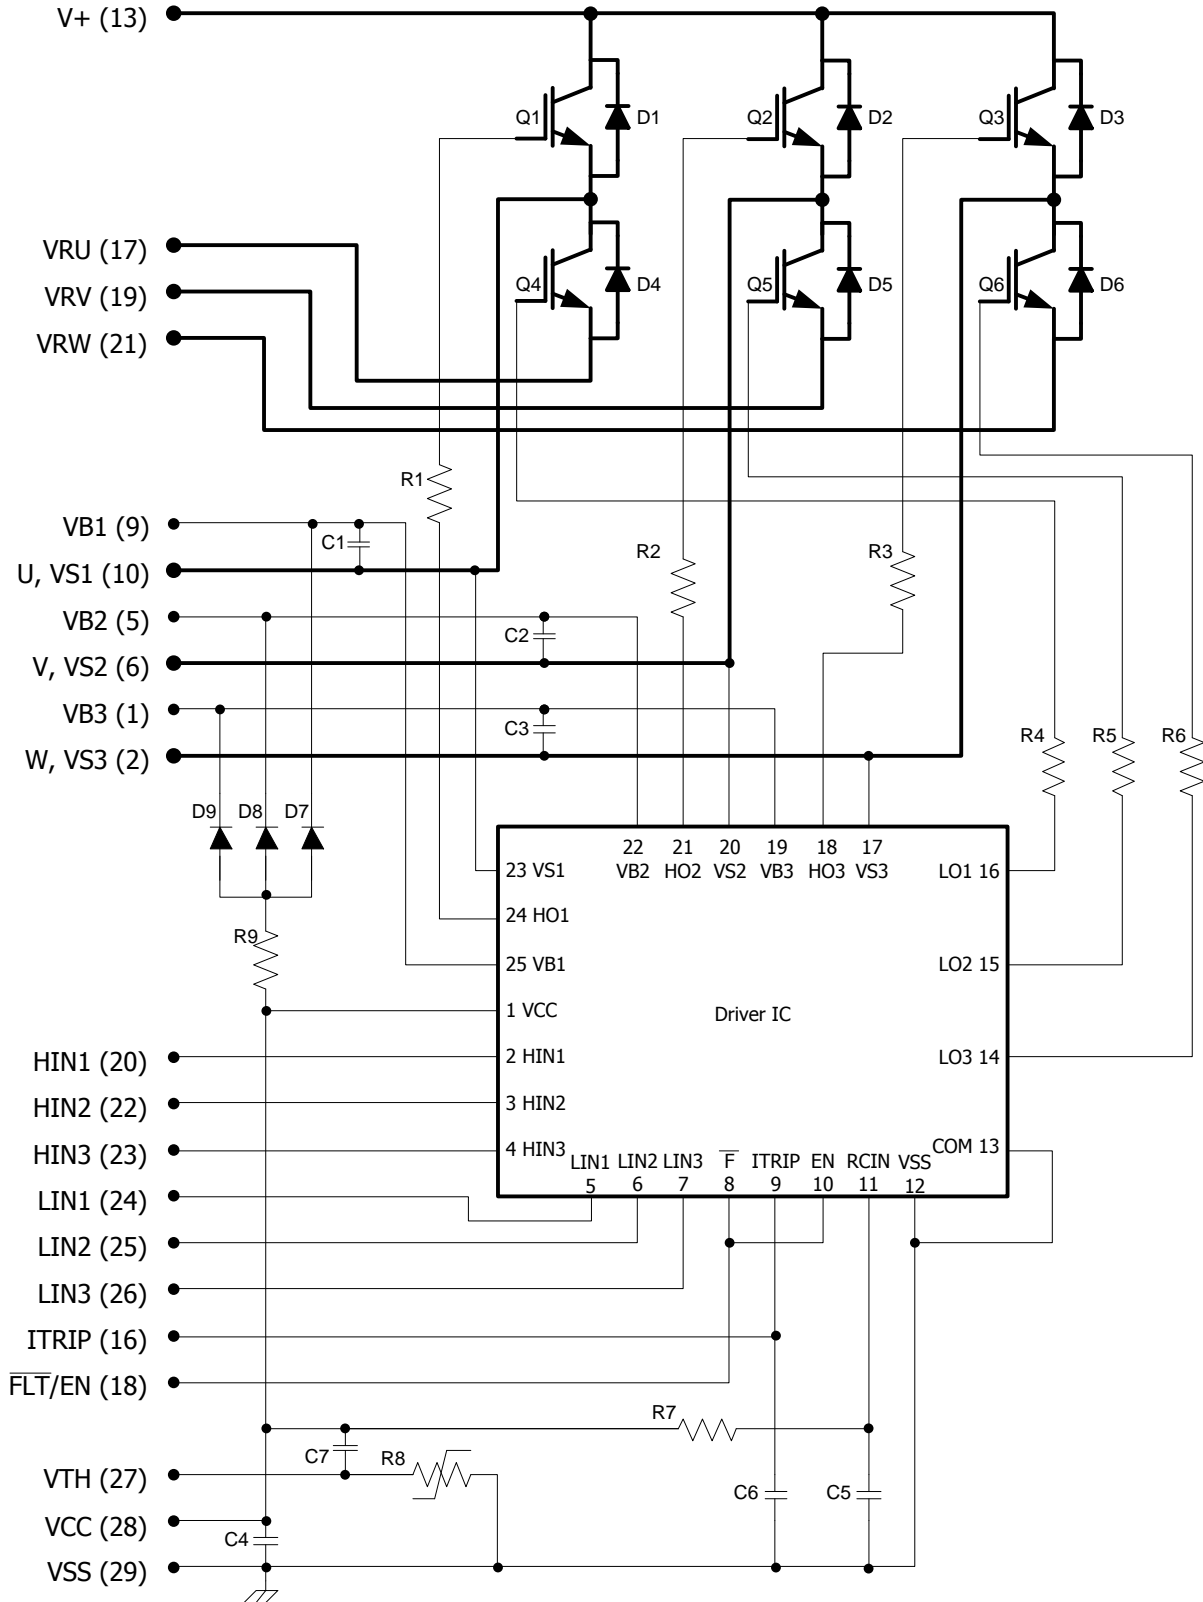 V+ (13)
Q1
D1
Q2
D2
Q3
D3
VRU (17)
VRV (19)
VRW (21)
Q4
D4
Q5
D5
Q6
D6
R1
VB1 (9)
C1
R2
R3
U, VS1 (10)
VB2 (5)
C2
V, VS2 (6)
VB3 (1)
C3
R4
R5
R6
W, VS3 (2)
D9
D8
D7
22
21
20
19
18
17
23 VS1
VB2
HO2
VS2
VB3
HO3
VS3
LO1 16
24 HO1
R9
25 VB1
LO2 15
1 VCC
Driver IC
HIN1 (20)
2 HIN1
LO3 14
HIN2 (22)
3 HIN2
HIN3 (23)
4 HIN3
COM 13
LIN1
LIN2
LIN3
F̅
ITRIP
EN
RCIN
VSS
5
6
7
8
9
10
11
12
LIN1 (24)
LIN2 (25)
LIN3 (26)
ITRIP (16)
F̅L̅T̅/EN (18)
R7
C7
R8
VTH (27)
C6
C5
VCC (28)
C4
VSS (29)